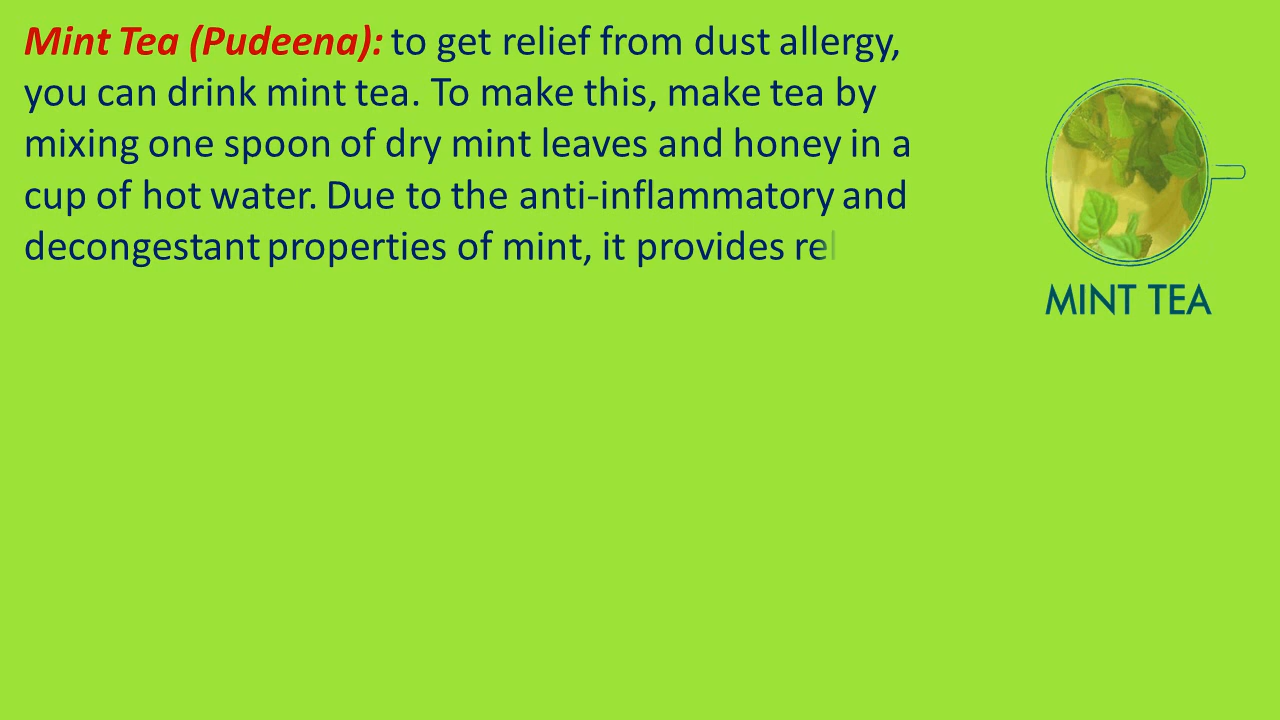 Mint Tea (Pudeena): to get relief from dust allergy,
you can drink mint tea. To make this, make tea by
mixing one spoon of dry mint leaves and honey in a
cup of hot water. Due to the anti-inflammatory and
decongestant properties of mint, it provides rel
MINT TEA